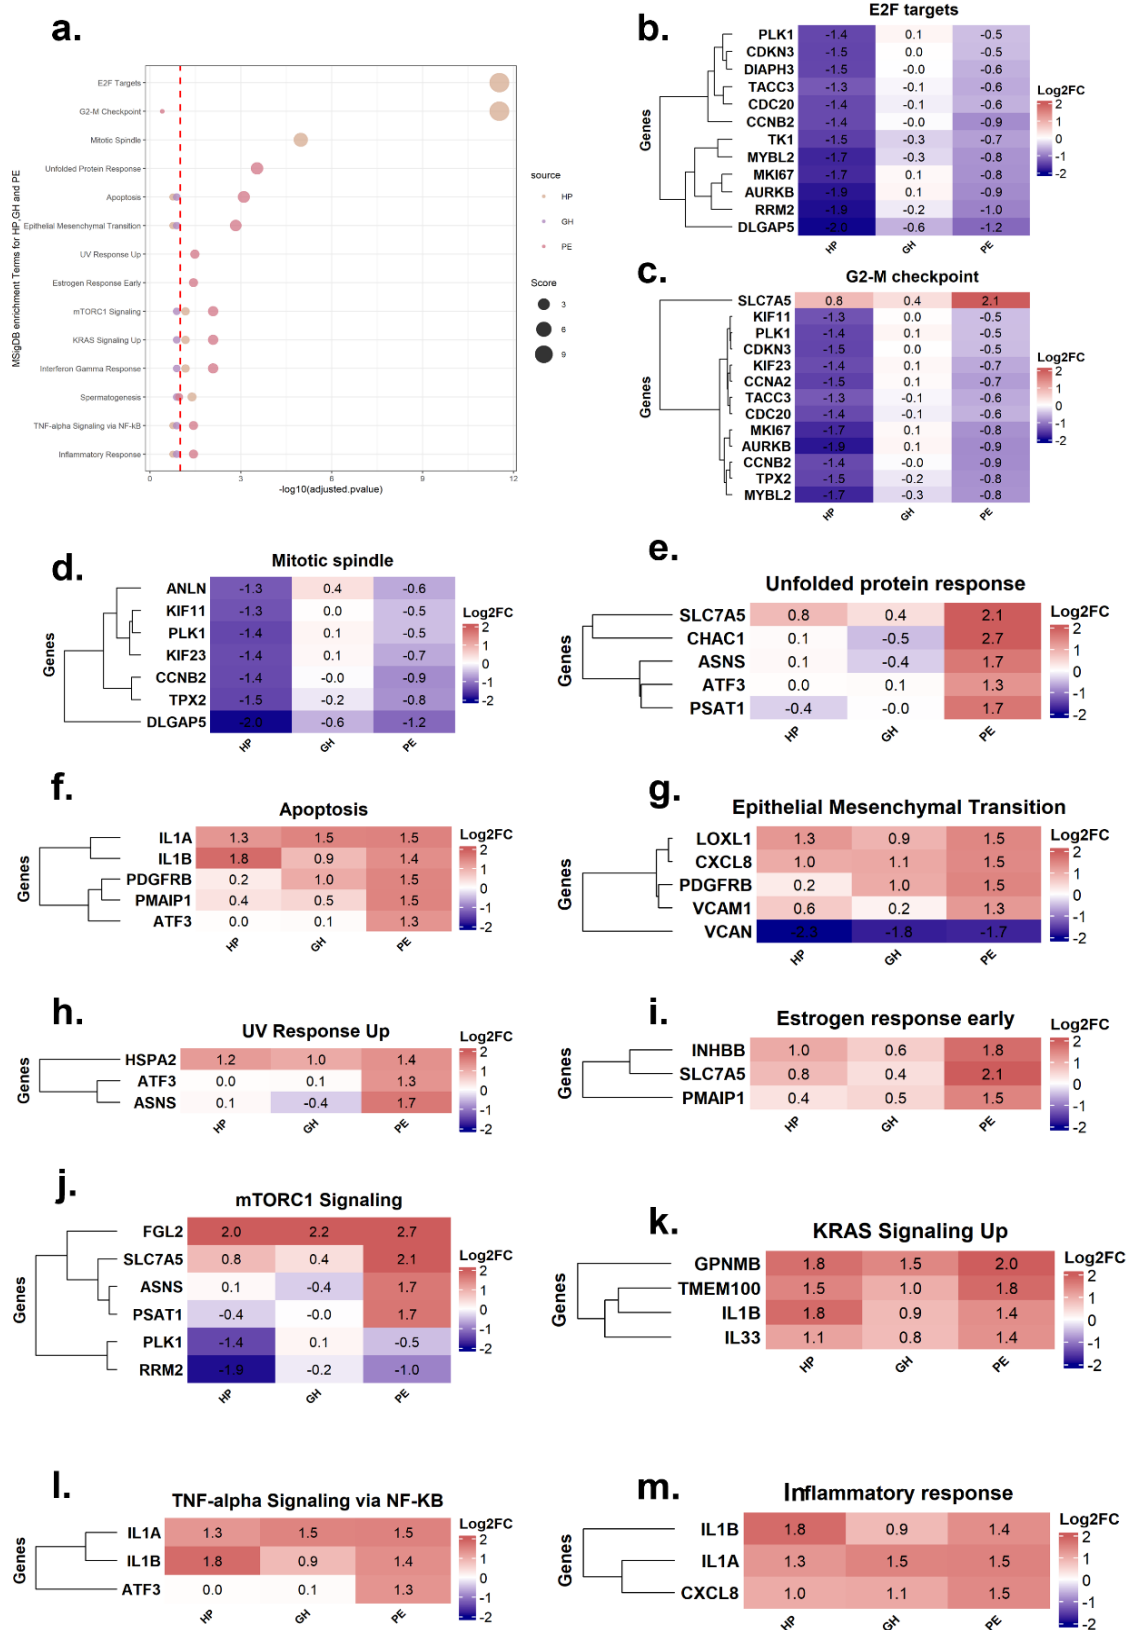 a.
MSigDB enrichment Terms for HP,GH and PE
E2F Targets
G2-M Checkpoint
Mitotic Spindle
Unfolded Protein Response
Apoptosis
Epithelial Mesenchymal Transition
UV Response Up
Estrogen Response Early
mTORC1 Signaling
KRAS Signaling Up
Interferon Gamma Response
Spermatogenesis
TNF-alpha Signaling via NF-kB
Inflammatory Response
0 3 6 9 12
-log10(adjusted.pvalue)
source
HP
GH
PE
Score
3
6
9
b.
E2F targets
Genes
PLK1 -1.4 0.1 -0.5
CDKN3 -1.5 0.0 -0.5
DIAPH3 -1.5 -0.0 -0.6
TACC3 -1.3 -0.1 -0.6
CDC20 -1.4 -0.1 -0.6
CCNB2 -1.4 -0.0 -0.9
TK1 -1.5 -0.3 -0.7
MYBL2 -1.7 -0.3 -0.8
MKI67 -1.7 0.1 -0.8
AURKB -1.9 0.1 -0.9
RRM2 -1.9 -0.2 -1.0
DLGAP5 -2.0 -0.6 -1.2
HP GH PE
Log2FC
2
1
0
-1
-2
c.
G2-M checkpoint
Genes
SLC7A5 0.8 0.4 2.1
KIF11 -1.3 0.0 -0.5
PLK1 -1.4 0.1 -0.5
CDKN3 -1.5 0.0 -0.5
KIF23 -1.4 0.1 -0.7
CCNA2 -1.5 0.1 -0.7
TACC3 -1.3 -0.1 -0.6
CDC20 -1.4 -0.1 -0.6
MKI67 -1.7 0.1 -0.8
AURKB -1.9 0.1 -0.9
CCNB2 -1.4 -0.0 -0.9
TPX2 -1.5 -0.2 -0.8
MYBL2 -1.7 -0.3 -0.8
HP GH PE
Log2FC
2
1
0
-1
-2
d.
Mitotic spindle
Genes
ANLN -1.3 0.4 -0.6
KIF11 -1.3 0.0 -0.5
PLK1 -1.4 0.1 -0.5
KIF23 -1.4 0.1 -0.7
CCNB2 -1.4 -0.0 -0.9
TPX2 -1.5 -0.2 -0.8
DLGAP5 -2.0 -0.6 -1.2
HP GH PE
Log2FC
2
1
0
-1
-2
e.
Unfolded protein response
Genes
SLC7A5 0.8 0.4 2.1
CHAC1 0.1 -0.5 2.7
ASNS 0.1 -0.4 1.7
ATF3 0.0 0.1 1.3
PSAT1 -0.4 -0.0 1.7
HP GH PE
Log2FC
2
1
0
-1
-2
f.
Apoptosis
Genes
IL1A 1.3 1.5 1.5
IL1B 1.8 0.9 1.4
PDGFRB 0.2 1.0 1.5
PMAIP1 0.4 0.5 1.5
ATF3 0.0 0.1 1.3
HP GH PE
Log2FC
2
1
0
-1
-2
g.
Epithelial Mesenchymal Transition
Genes
LOXL1 1.3 0.9 1.5
CXCL8 1.0 1.1 1.5
PDGFRB 0.2 1.0 1.5
VCAM1 0.6 0.2 1.3
VCAN -2.3 -1.8 -1.7
HP GH PE
Log2FC
2
1
0
-1
-2
h.
UV Response Up
Genes
HSPA2 1.2 1.0 1.4
ATF3 0.0 0.1 1.3
ASNS 0.1 -0.4 1.7
HP GH PE
Log2FC
2
1
0
-1
-2
i.
Estrogen response early
Genes
INHBB 1.0 0.6 1.8
SLC7A5 0.8 0.4 2.1
PMAIP1 0.4 0.5 1.5
HP GH PE
Log2FC
2
1
0
-1
-2
j.
mTORC1 Signaling
Genes
FGL2 2.0 2.2 2.7
SLC7A5 0.8 0.4 2.1
ASNS 0.1 -0.4 1.7
PSAT1 -0.4 -0.0 1.7
PLK1 -1.4 0.1 -0.5
RRM2 -1.9 -0.2 -1.0
HP GH PE
Log2FC
2
1
0
-1
-2
k.
KRAS Signaling Up
Genes
GPNMB 1.8 1.5 2.0
TMEM100 1.5 1.0 1.8
IL1B 1.8 0.9 1.4
IL33 1.1 0.8 1.4
HP GH PE
Log2FC
2
1
0
-1
-2
l.
TNF-alpha Signaling via NF-KB
Genes
IL1A 1.3 1.5 1.5
IL1B 1.8 0.9 1.4
ATF3 0.0 0.1 1.3
HP GH PE
Log2FC
2
1
0
-1
-2
m.
Inflammatory response
Genes
IL1B 1.8 0.9 1.4
IL1A 1.3 1.5 1.5
CXCL8 1.0 1.1 1.5
HP GH PE
Log2FC
2
1
0
-1
-2